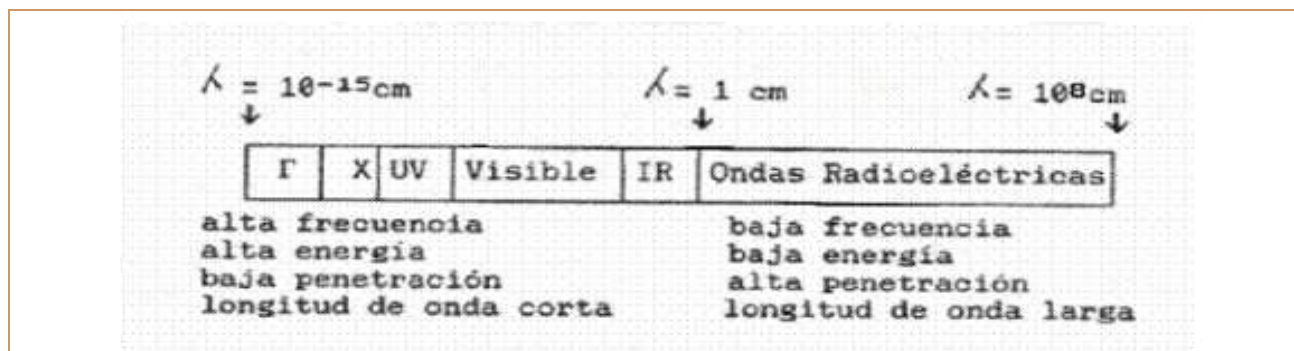 λ = 10-15cm λ = 1 cm λ = 108cm
Γ X UV Visible IR Ondas Radioeléctricas
alta frecuencia baja frecuencia
alta energía baja energía
baja penetración alta penetración
longitud de onda corta longitud de onda larga